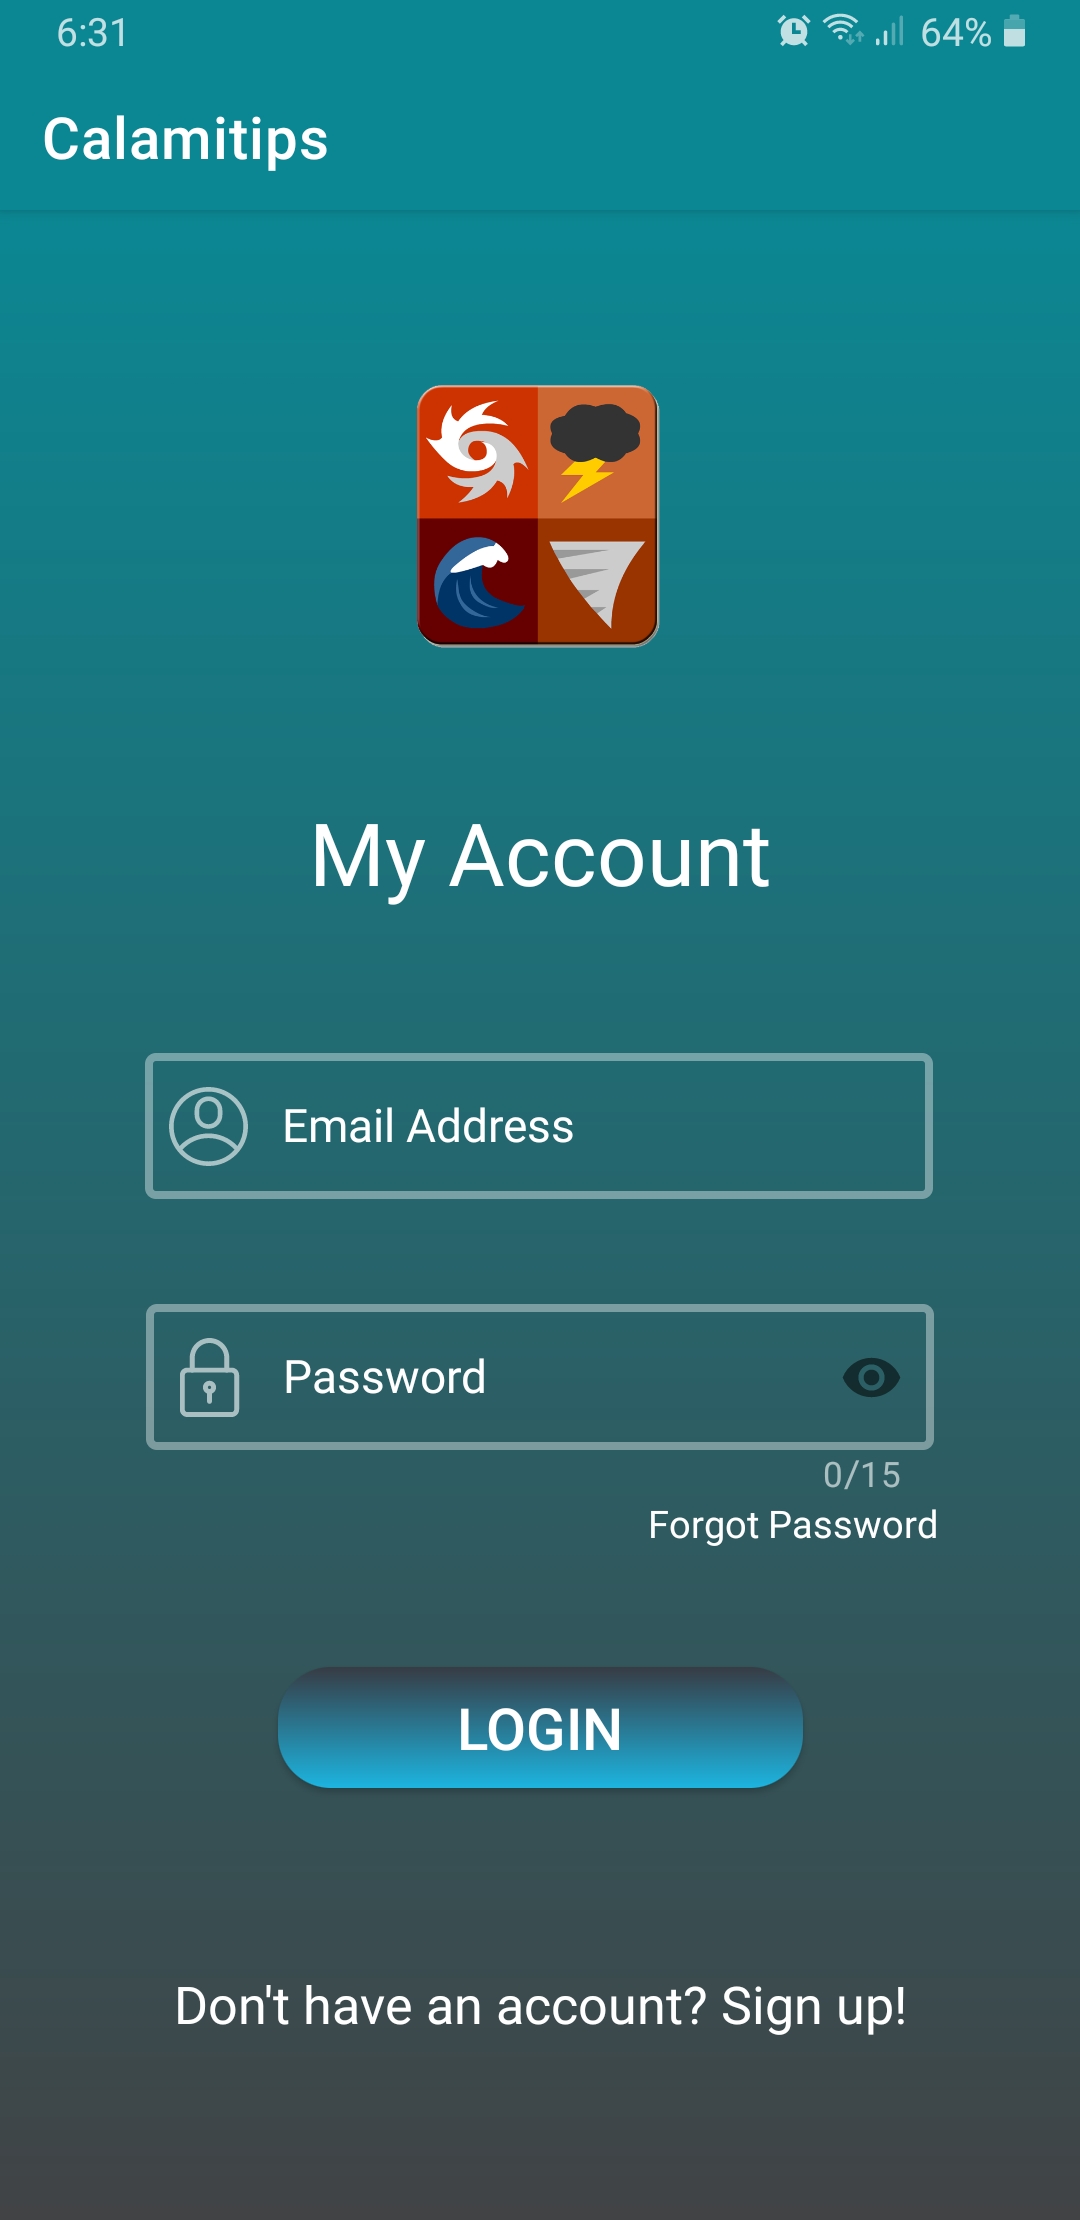 6:31 64%
Calamitips
My Account
Email Address
Password
0/15
Forgot Password
LOGIN
Don't have an account? Sign up!